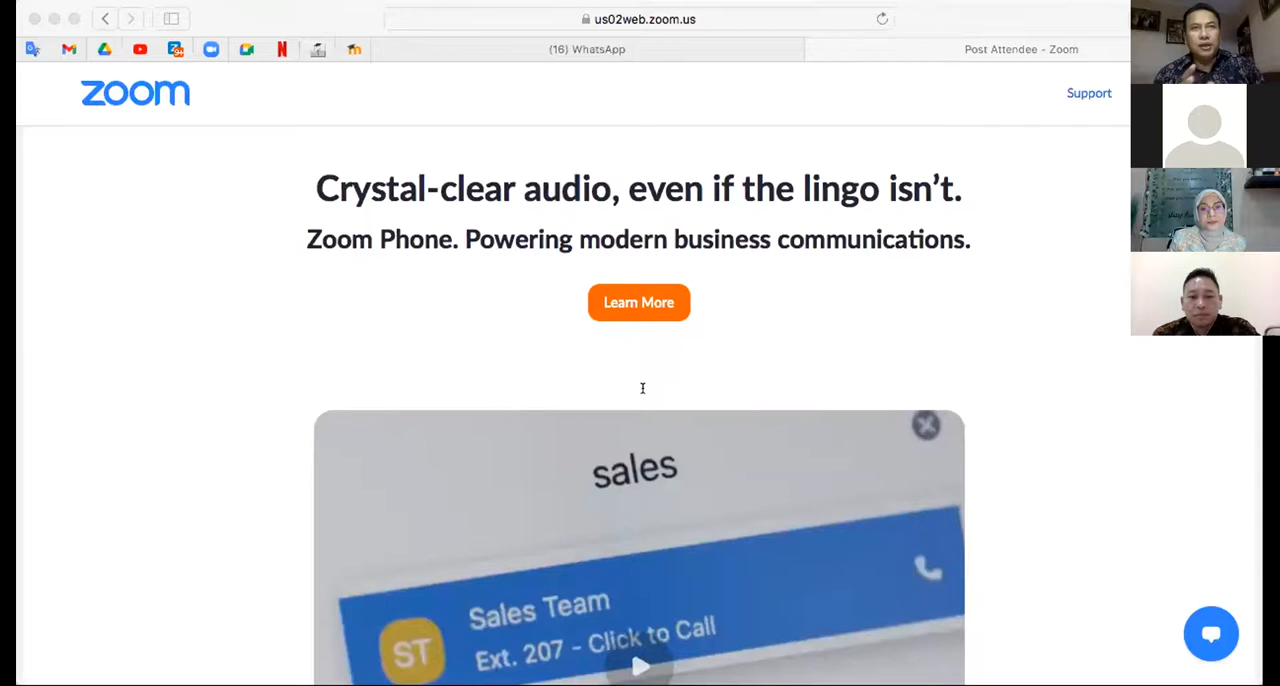 us02web.zoom.us
(16) WhatsApp
Post Attendee - Zoom
zoom
Support
Crystal-clear audio, even if the lingo isn’t.
Zoom Phone. Powering modern business communications.
Learn More
sales
ST
Sales Team
Ext. 207 - Click to Call